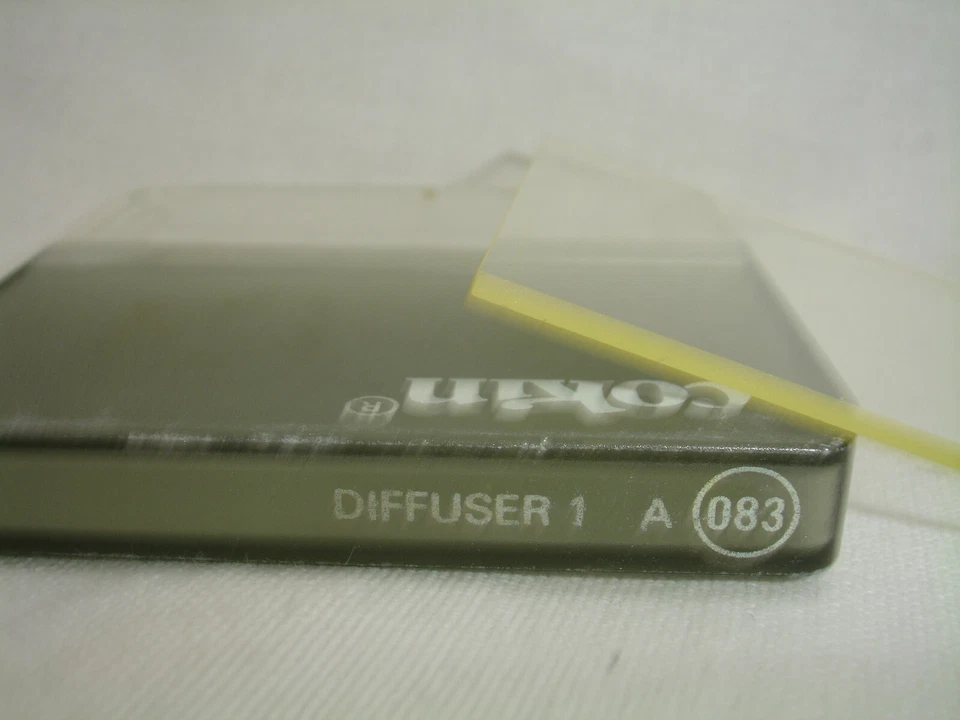 cokin ®
DIFFUSER 1 A 083